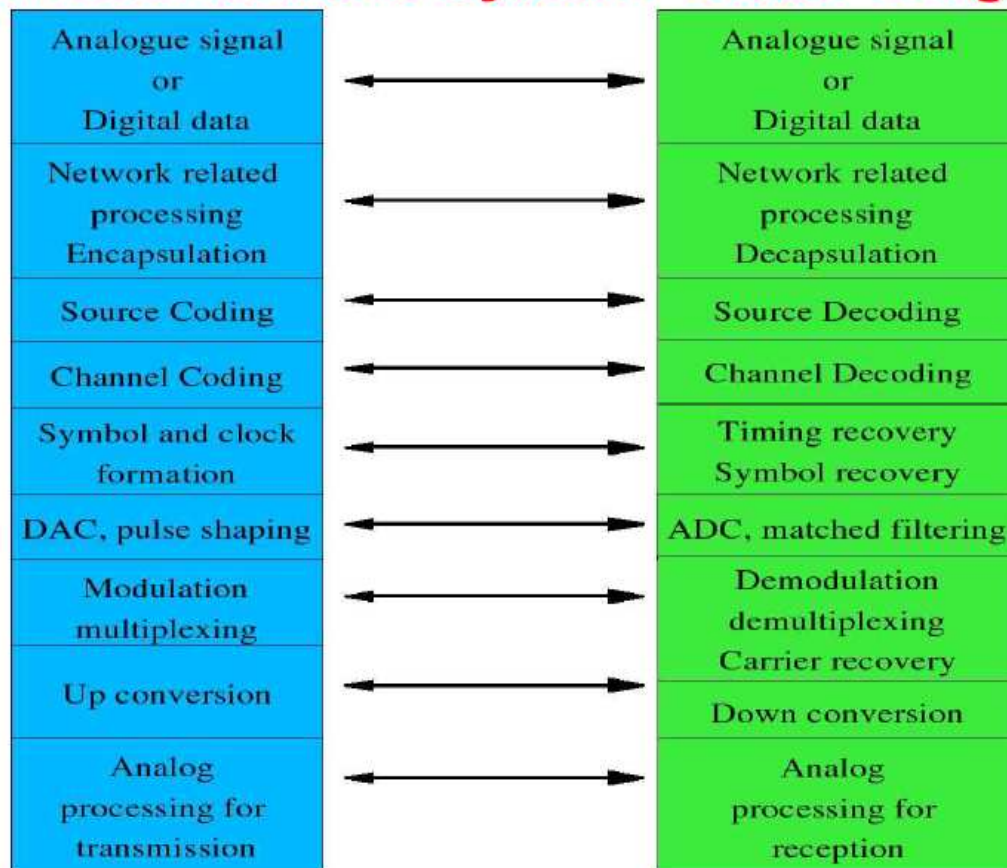 Analogue signal
or
Digital data
Network related
processing
Encapsulation
Source Coding
Channel Coding
Symbol and clock
formation
DAC, pulse shaping
Modulation
multiplexing
Up conversion
Analog
processing for
transmission
Analogue signal
or
Digital data
Network related
processing
Decapsulation
Source Decoding
Channel Decoding
Timing recovery
Symbol recovery
ADC, matched filtering
Demodulation
demultiplexing
Carrier recovery
Down conversion
Analog
processing for
reception